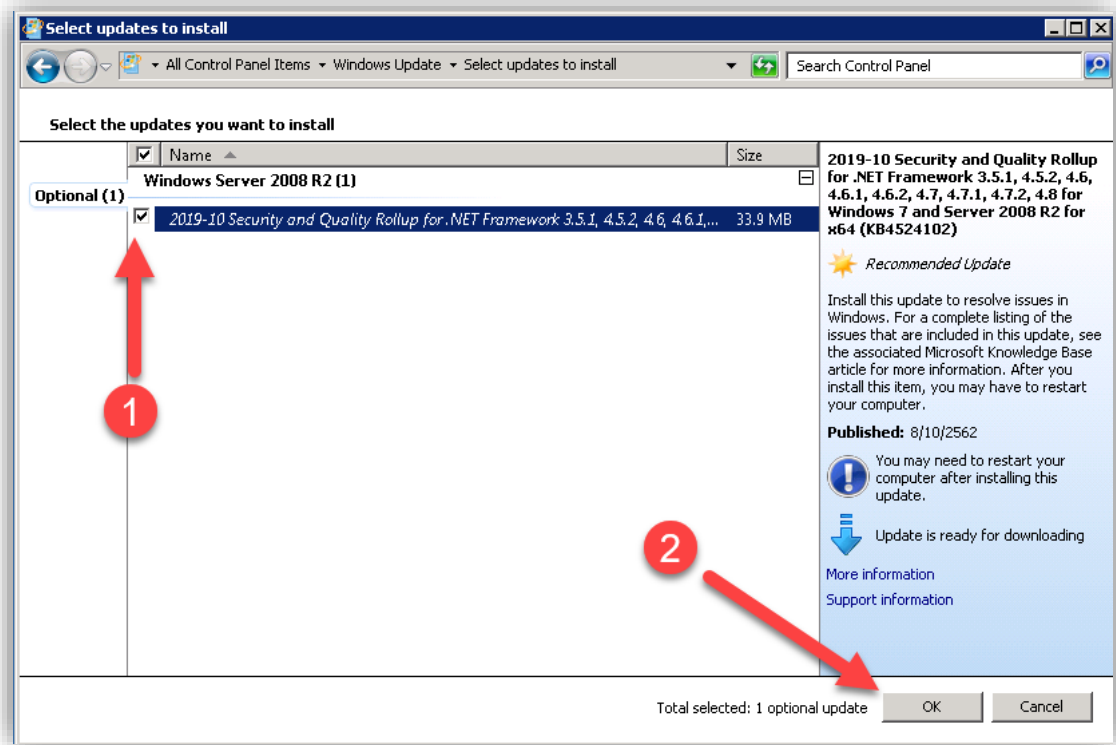 Select updates to install
All Control Panel Items Windows Update Select updates to install
Search Control Panel
Select the updates you want to install
Name Size
Optional (1)
Windows Server 2008 R2 (1)
2019-10 Security and Quality Rollup for .NET Framework 3.5.1, 4.5.2, 4.6, 4.6.1,... 33.9 MB
1
2019-10 Security and Quality Rollup
for .NET Framework 3.5.1, 4.5.2, 4.6,
4.6.1, 4.6.2, 4.7, 4.7.1, 4.7.2, 4.8 for
Windows 7 and Server 2008 R2 for
x64 (KB4524102)
Recommended Update
Install this update to resolve issues in
Windows. For a complete listing of the
issues that are included in this update, see
the associated Microsoft Knowledge Base
article for more information. After you
install this item, you may have to restart
your computer.
Published: 8/10/2562
You may need to restart your
computer after installing this
update.
Update is ready for downloading
More information
Support information
2
Total selected: 1 optional update
OK
Cancel